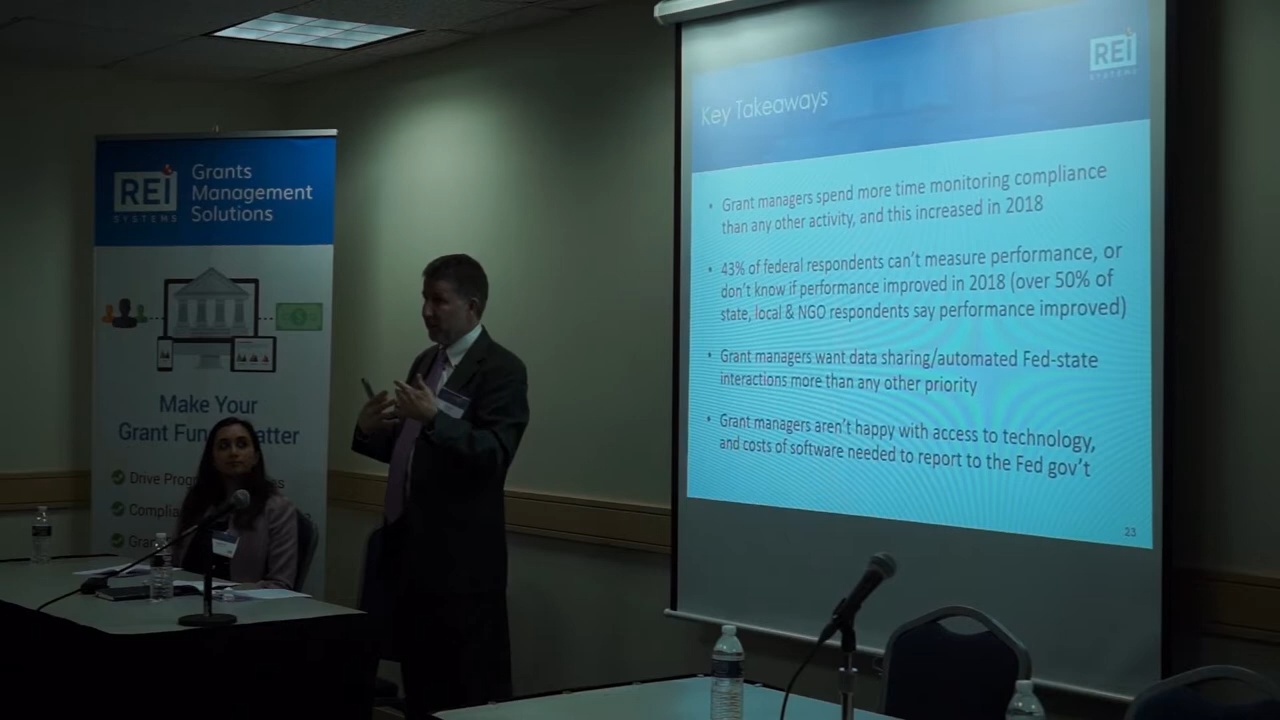 REI
SYSTEMS
Grants
Management
Solutions
Make Your
Grant Fun atter
Drive Prog
Complia
Gran
REI
SYSTEMS
Key Takeaways
• Grant managers spend more time monitoring compliance
than any other activity, and this increased in 2018
• 43% of federal respondents can't measure performance, or
don't know if performance improved in 2018 (over 50% of
state, local & NGO respondents say performance improved)
• Grant managers want data sharing/automated Fed-state
interactions more than any other priority
• Grant managers aren't happy with access to technology,
and costs of software needed to report to the Fed gov't
23